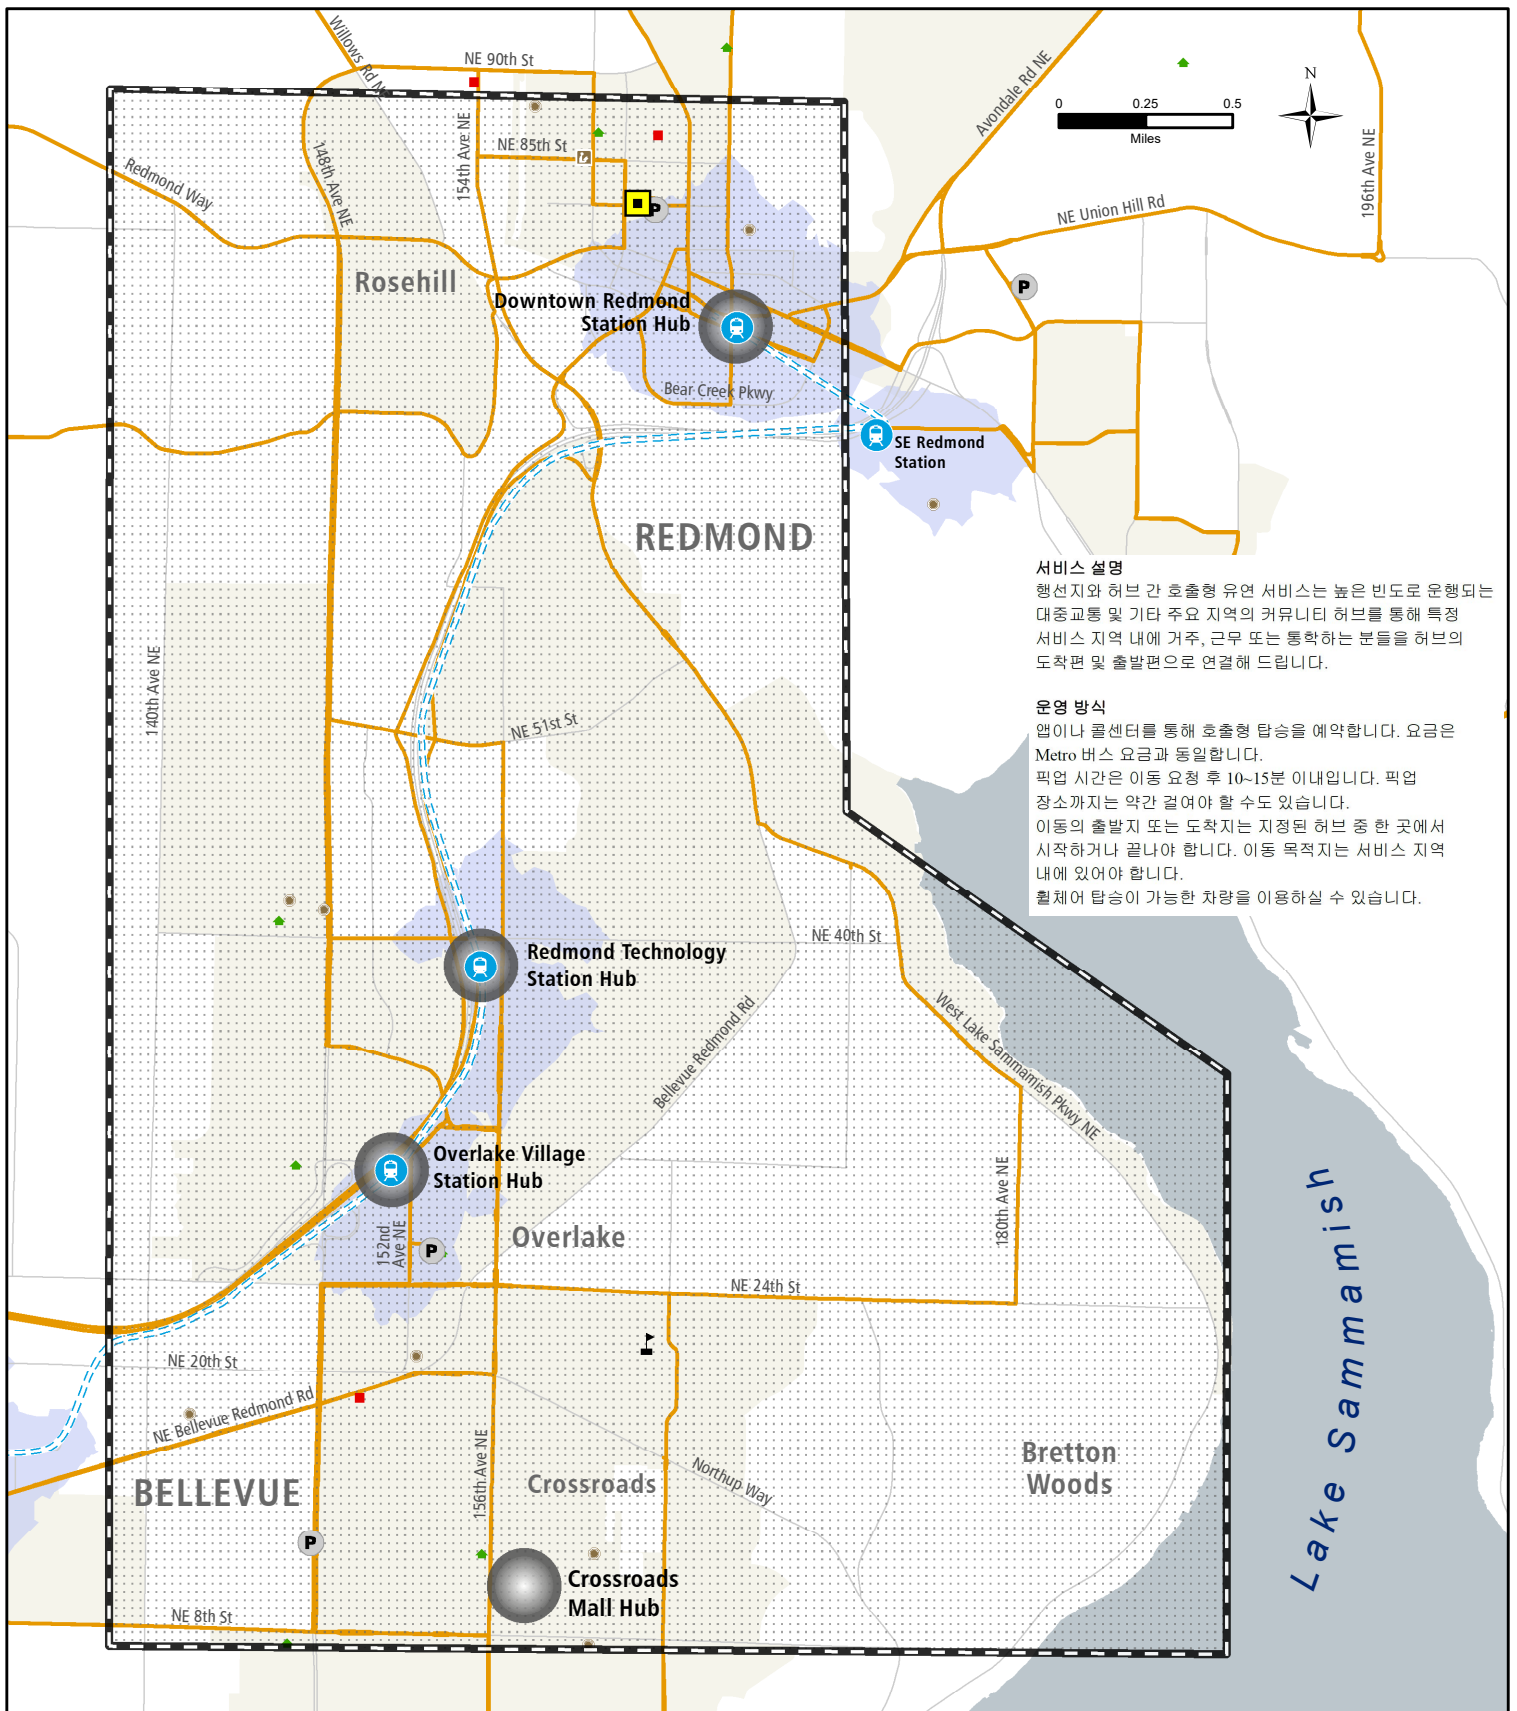 Willows Rd NE
NE 90th St
Avondale Rd NE
0 0.25 0.5
Miles
N
196th Ave NE
Redmond Way
148th Ave NE
154th Ave NE
NE 85th St
P
NE Union Hill Rd
Rosehill
Downtown Redmond
Station Hub
P
Bear Creek Pkwy
SE Redmond
Station
REDMOND
서비스 설명
행선지와 허브 간 호출형 유연 서비스는 높은 빈도로 운행되는
대중교통 및 기타 주요 지역의 커뮤니티 허브를 통해 특정
서비스 지역 내에 거주, 근무 또는 통학하는 분들을 허브의
도착편 및 출발편으로 연결해 드립니다.
운영 방식
앱이나 콜센터를 통해 호출형 탑승을 예약합니다. 요금은
Metro 버스 요금과 동일합니다.
픽업 시간은 이동 요청 후 10~15분 이내입니다. 픽업
장소까지는 약간 걸여야 할 수도 있습니다.
이동의 출발지 또는 도착지는 지정된 허브 중 한 곳에서
시작하거나 끝나야 합니다. 이동 목적지는 서비스 지역
내에 있어야 합니다.
휠체어 탑승이 가능한 차량을 이용하실 수 있습니다.
140th Ave NE
NE 51st St
NE 40th St
Redmond Technology
Station Hub
Bellevue Redmond Rd
West Lake Sammamish Pkwy NE
Overlake Village
Station Hub
180th Ave NE
152nd
Ave NE
P
Overlake
NE 24th St
Lake Sammamish
NE 20th St
NE Bellevue Redmond Rd
BELLEVUE
156th Ave NE
Crossroads
Northup Way
Bretton
Woods
P
Crossroads
Mall Hub
NE 8th St